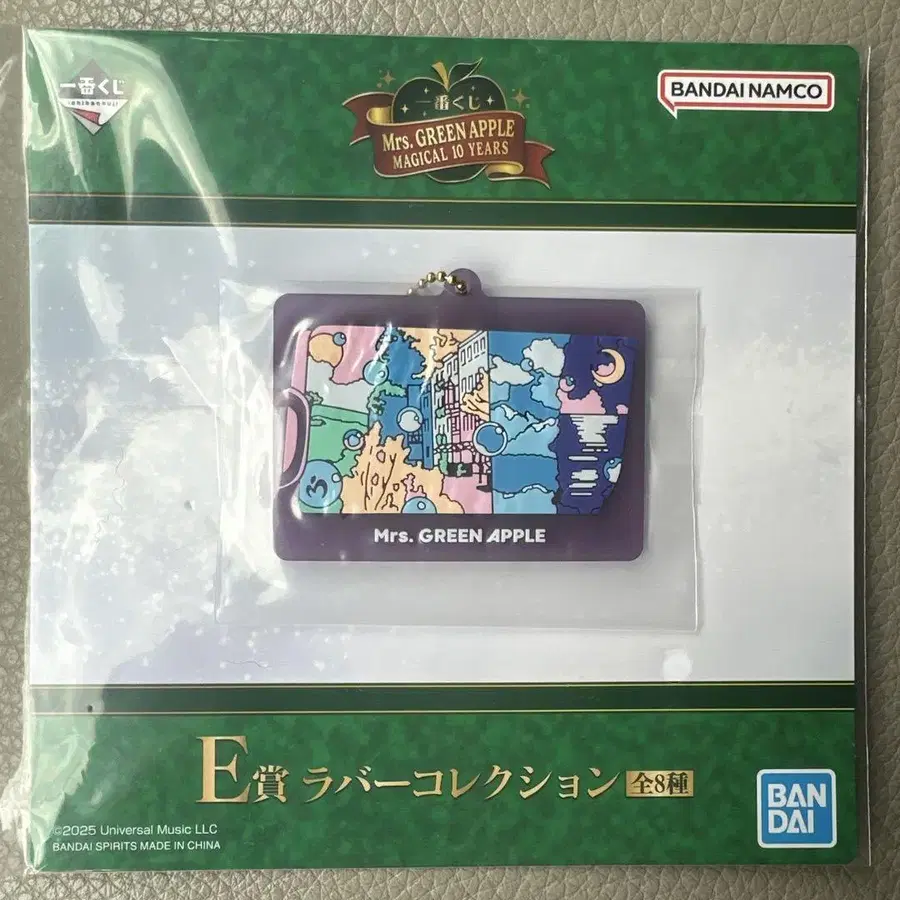 一番くじ
一番くじ
Mrs. GREEN APPLE
MAGICAL 10 YEARS
BANDAI NAMCO
Mrs. GREEN APPLE
E賞 ラバーコレクション 全8種
©2025 Universal Music LLC
BANDAI SPIRITS MADE IN CHINA
BAN
DAI